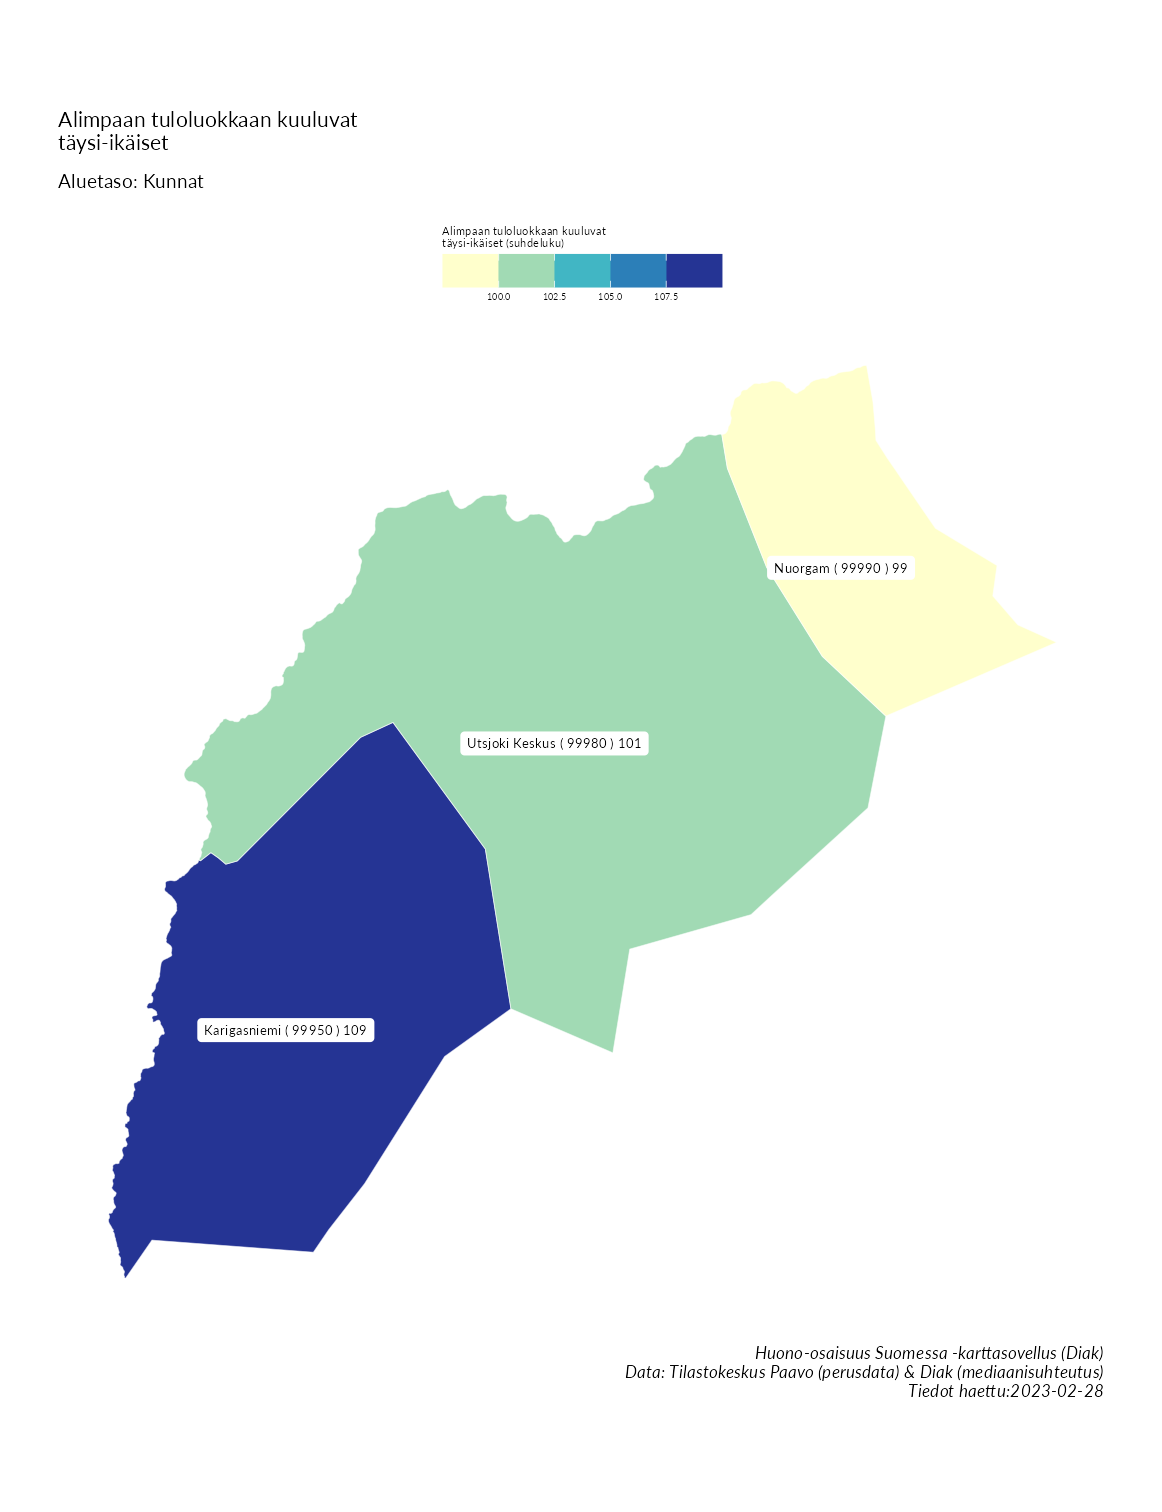 Alimpaan tuloluokkaan kuuluvat
täysi-ikäiset
Aluetaso: Kunnat
Alimpaan tuloluokkaan kuuluvat
täysi-ikäiset (suhdeluku)
100.0 102.5 105.0 107.5
Nuorgam ( 99990 ) 99
Utsjoki Keskus ( 99980 ) 101
Karigasniemi ( 99950 ) 109
Huono-osaisuus Suomessa -karttasovellus (Diak)
Data: Tilastokeskus Paavo (perusdata) & Diak (mediaanisuhteutus)
Tiedot haettu:2023-02-28